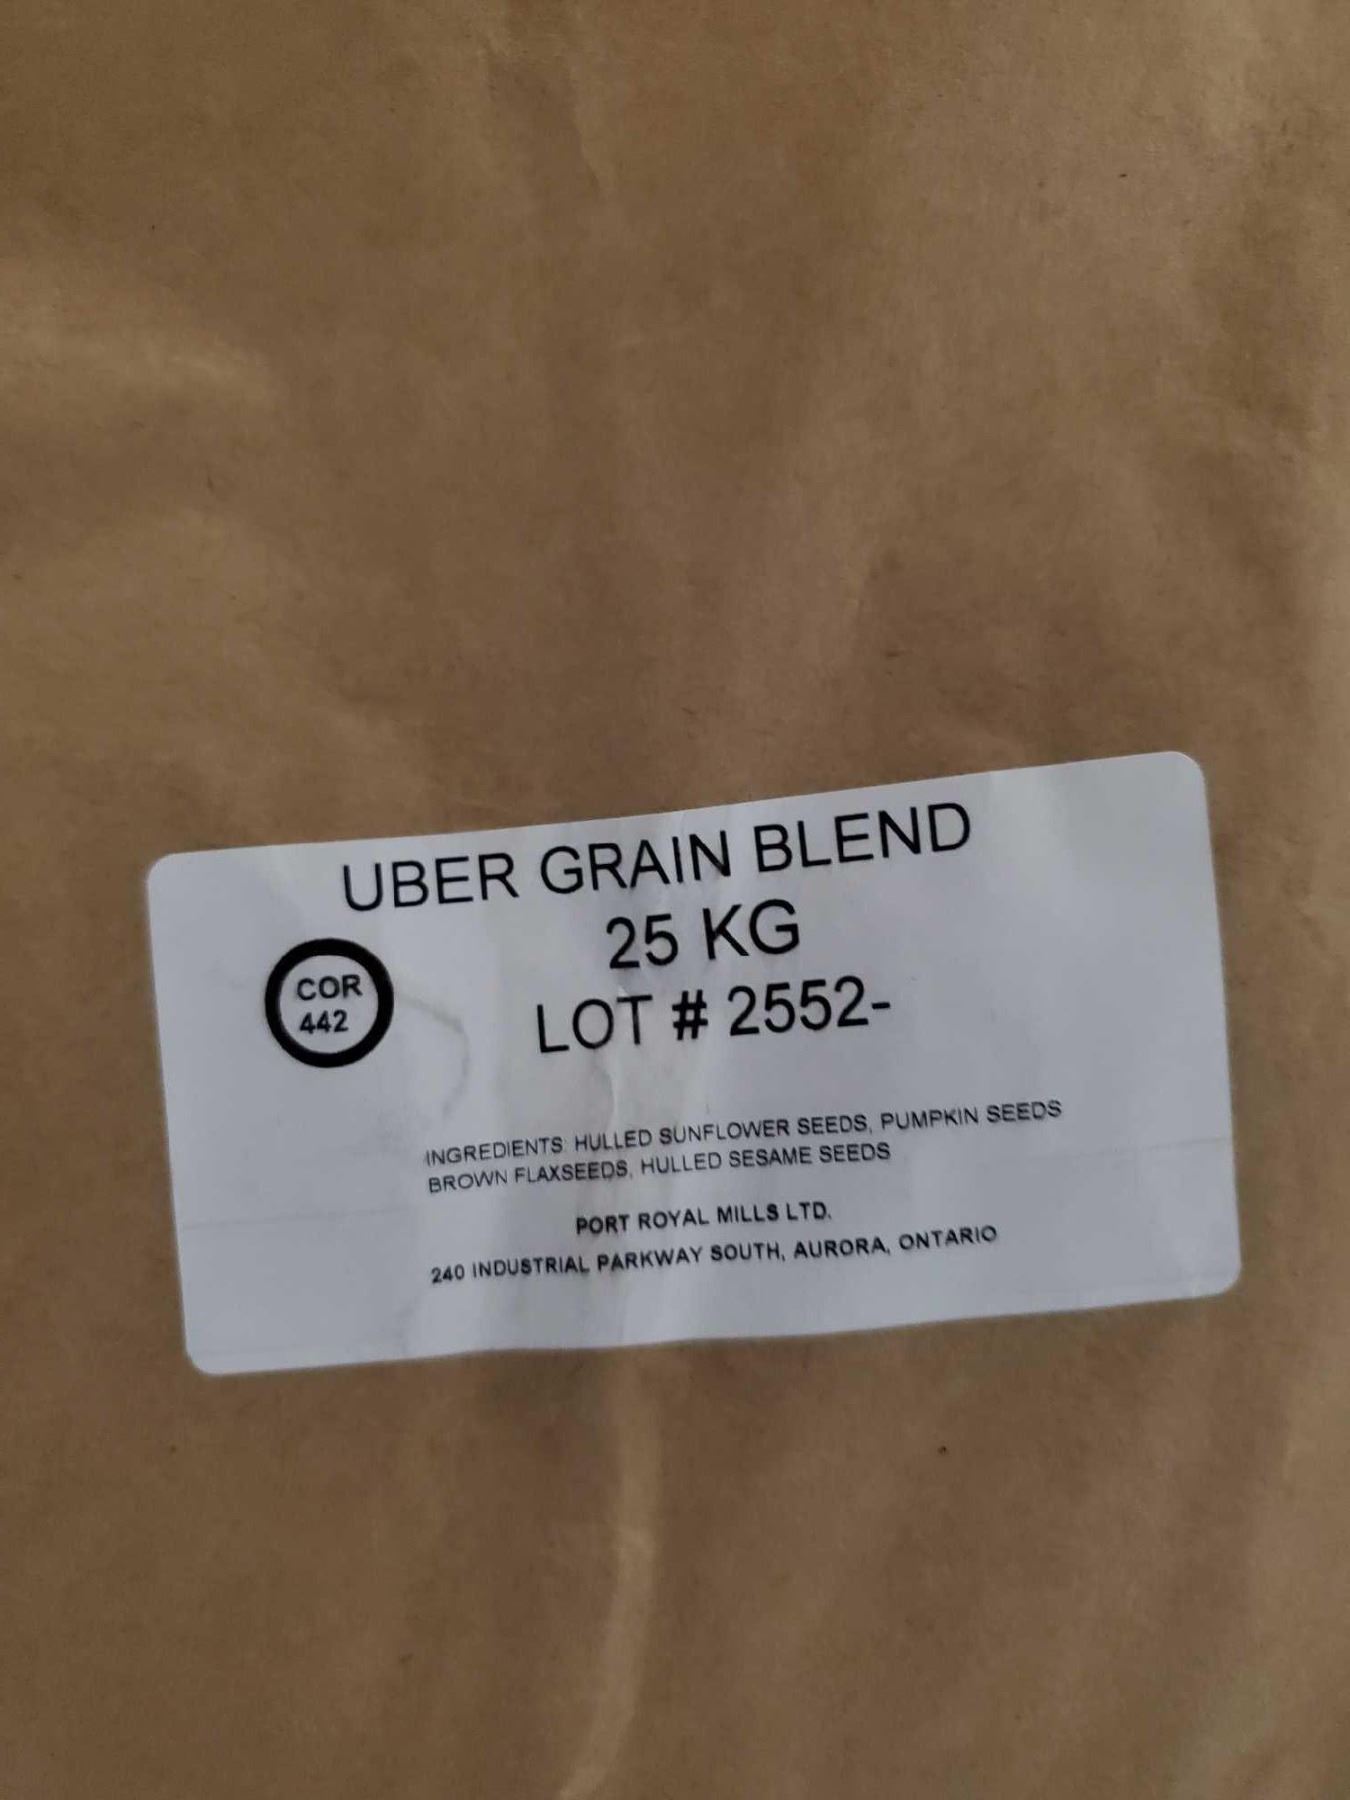 UBER GRAIN BLEND
25 KG
COR
442
LOT # 2552-
INGREDIENTS: HULLED SUNFLOWER SEEDS, PUMPKIN SEEDS
BROWN FLAXSEEDS, HULLED SESAME SEEDS
PORT ROYAL MILLS LTD.
240 INDUSTRIAL PARKWAY SOUTH, AURORA, ONTARIO